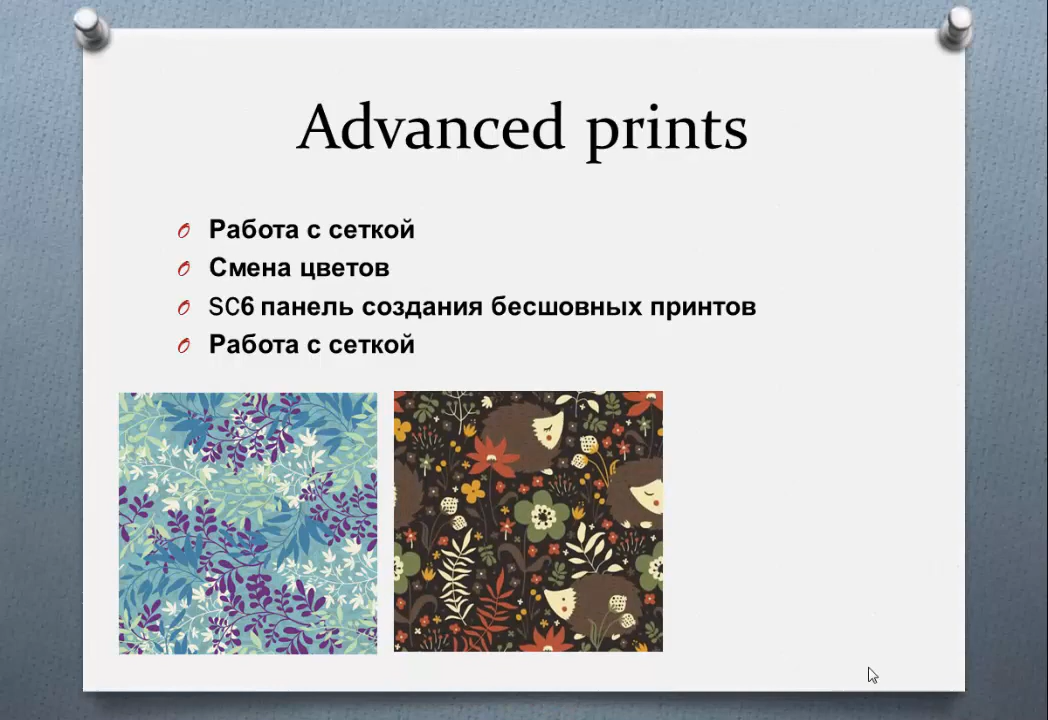 Advanced prints
Работа с сеткой
Смена цветов
SC6 панель создания бесшовных принтов
Работа с сеткой